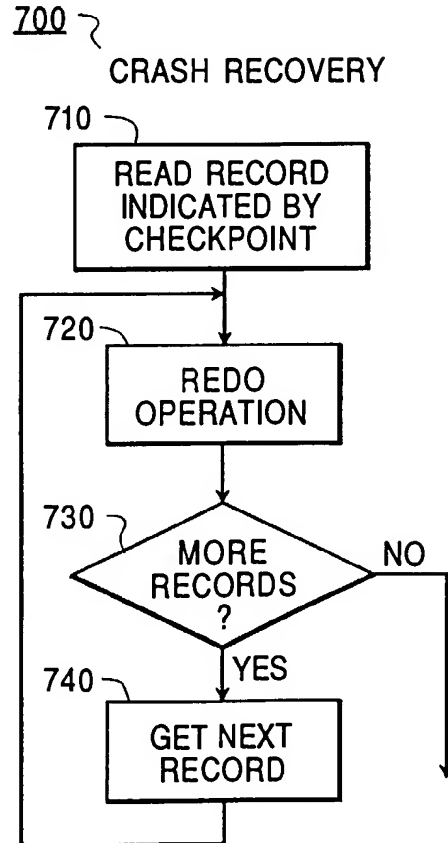 700
CRASH RECOVERY
710
READ RECORD
INDICATED BY
CHECKPOINT
720
REDO
OPERATION
730
MORE
RECORDS
?
NO
YES
740
GET NEXT
RECORD